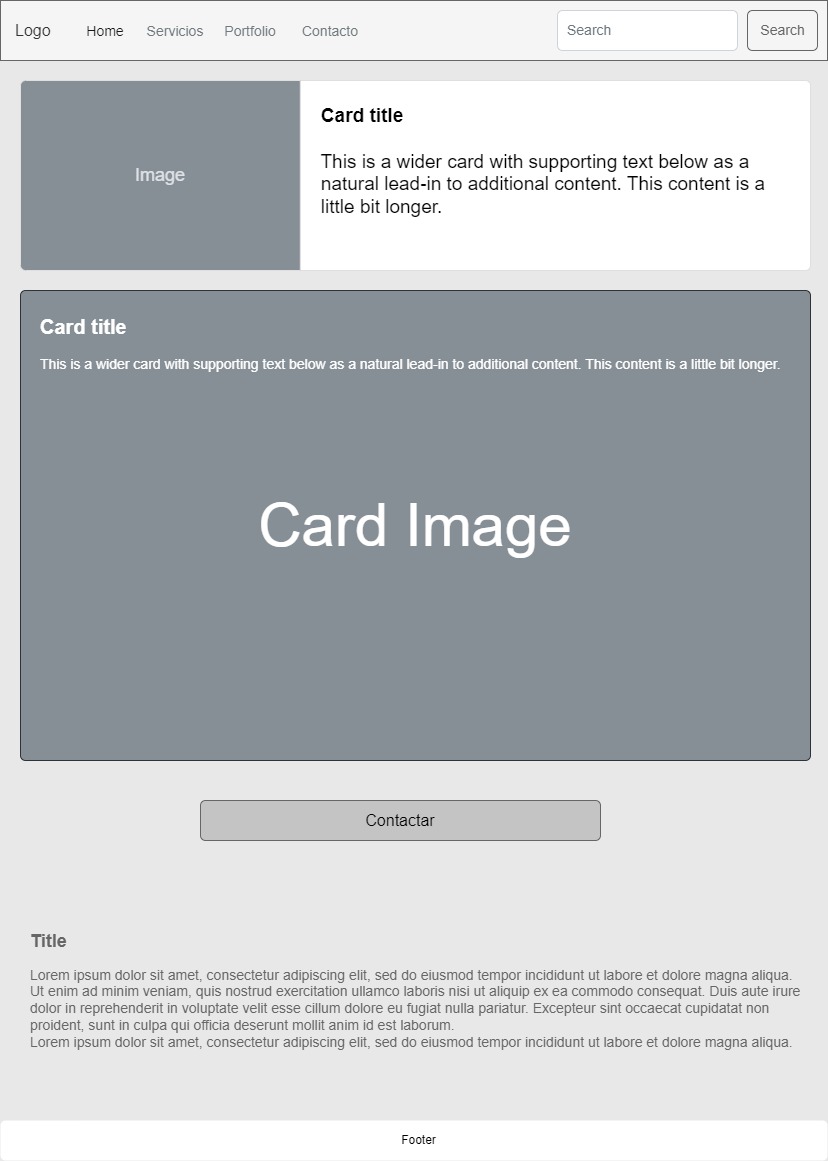 Logo Home Servicios Portfolio Contacto Search Search
Image
Card title
This is a wider card with supporting text below as a
natural lead-in to additional content. This content is a
little bit longer.
Card title
This is a wider card with supporting text below as a natural lead-in to additional content. This content is a little bit longer.
Card Image
Contactar
Title
Lorem ipsum dolor sit amet, consectetur adipiscing elit, sed do eiusmod tempor incididunt ut labore et dolore magna aliqua.
Ut enim ad minim veniam, quis nostrud exercitation ullamco laboris nisi ut aliquip ex ea commodo consequat. Duis aute irure
dolor in reprehenderit in voluptate velit esse cillum dolore eu fugiat nulla pariatur. Excepteur sint occaecat cupidatat non
proident, sunt in culpa qui officia deserunt mollit anim id est laborum.
Lorem ipsum dolor sit amet, consectetur adipiscing elit, sed do eiusmod tempor incididunt ut labore et dolore magna aliqua.
Footer